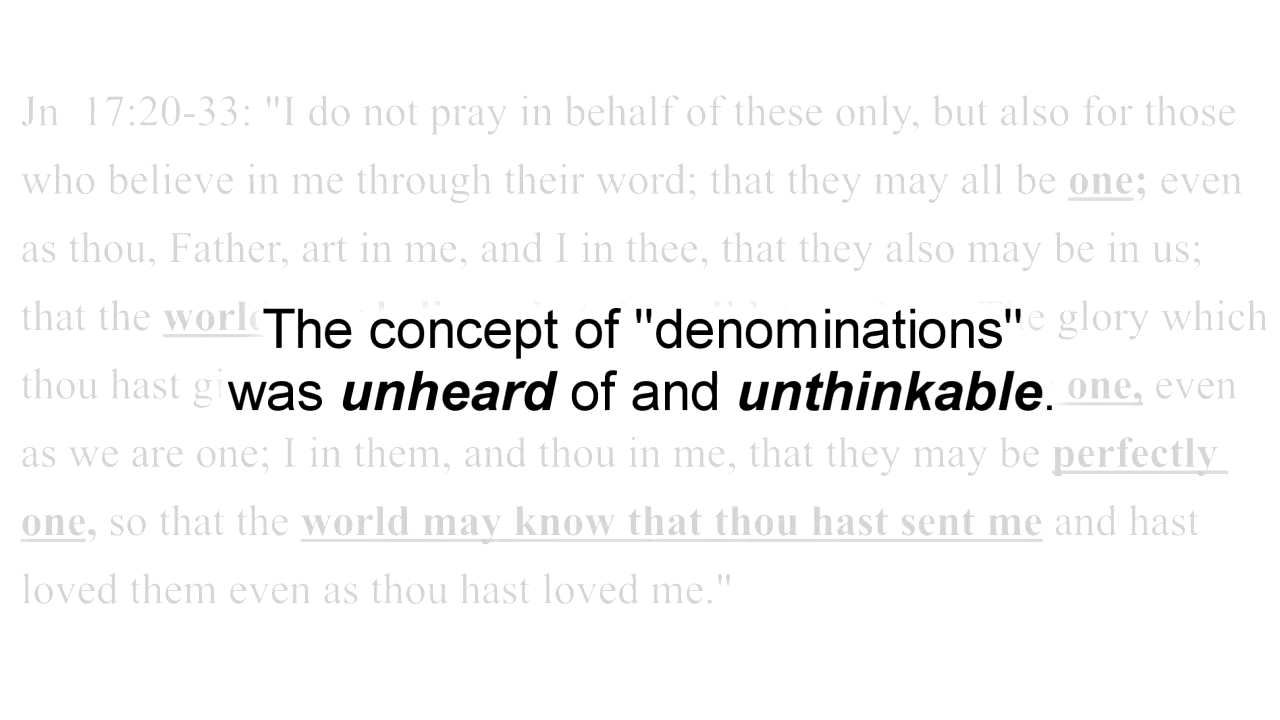 Jn 17:20-33: "I do not pray in behalf of these only, but also for those
who believe in me through their word; that they may all be one; even
as thou, Father, art in me, and I in thee, that they also may be in us;
that the glory which
The concept of "denominations"
thou hast one, even
was unheard of and unthinkable.
as we are one; I in them, and thou in me, that they may be perfectly
one, so that the world may know that thou hast sent me and hast
loved them even as thou hast loved me."